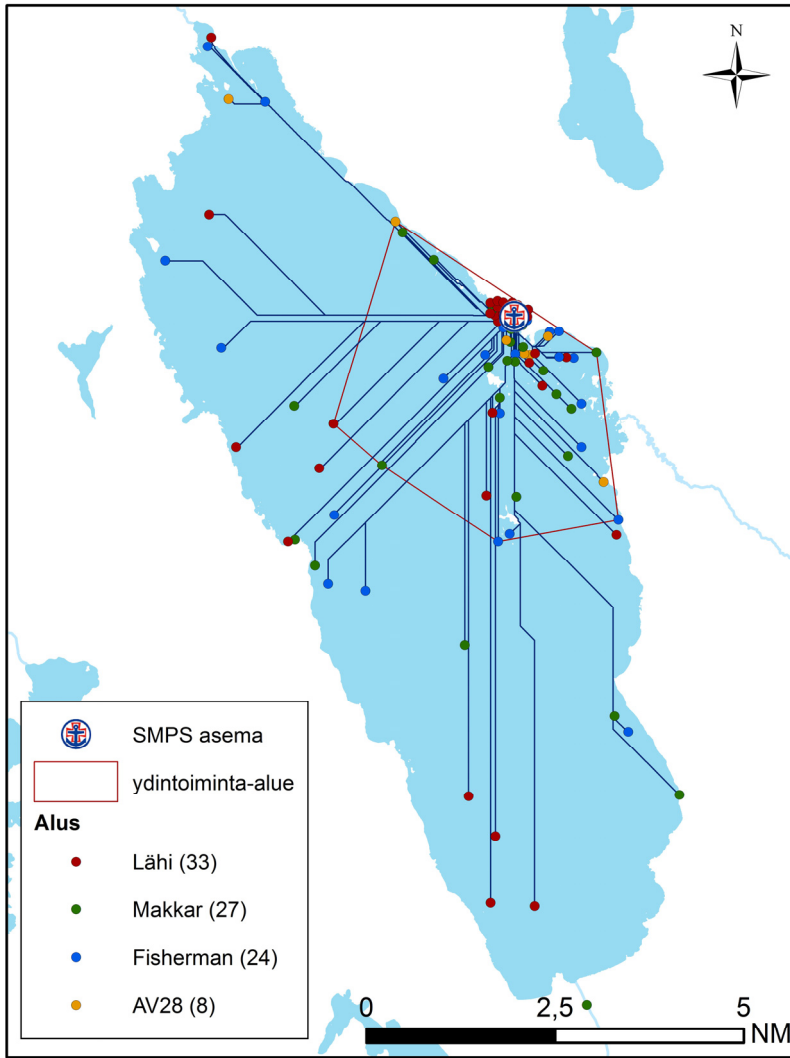 N
SMPS asema
ydintoiminta-alue
Alus
Lähi (33)
Makkar (27)
Fisherman (24)
AV28 (8)
0 2,5 5
NM